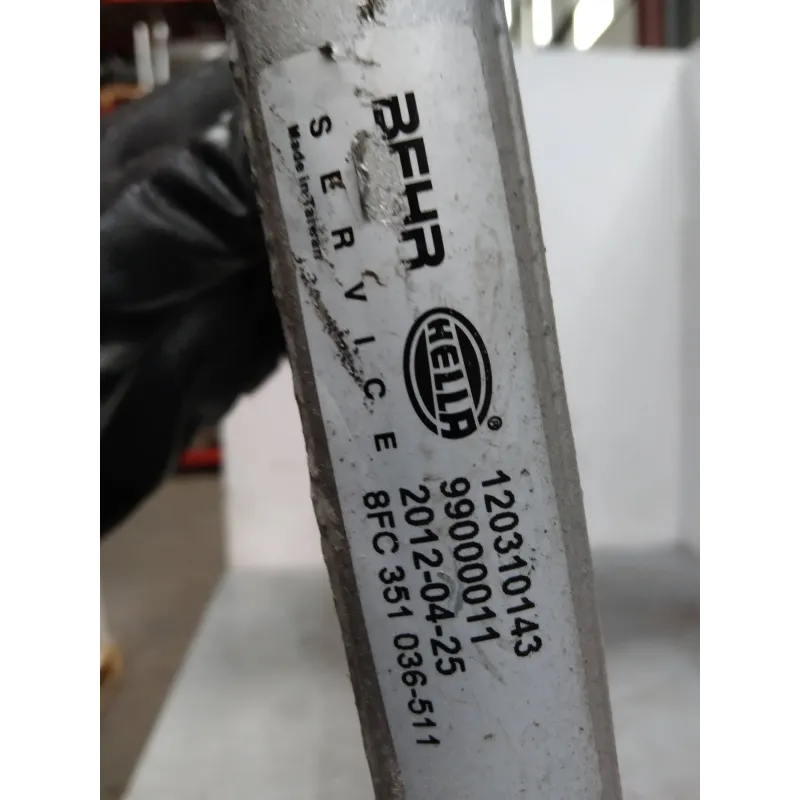 BEHR
HELLA®
SERVICE
Made in Taiwan
120310143
99000011
2012-04-25
8FC 351 036-511